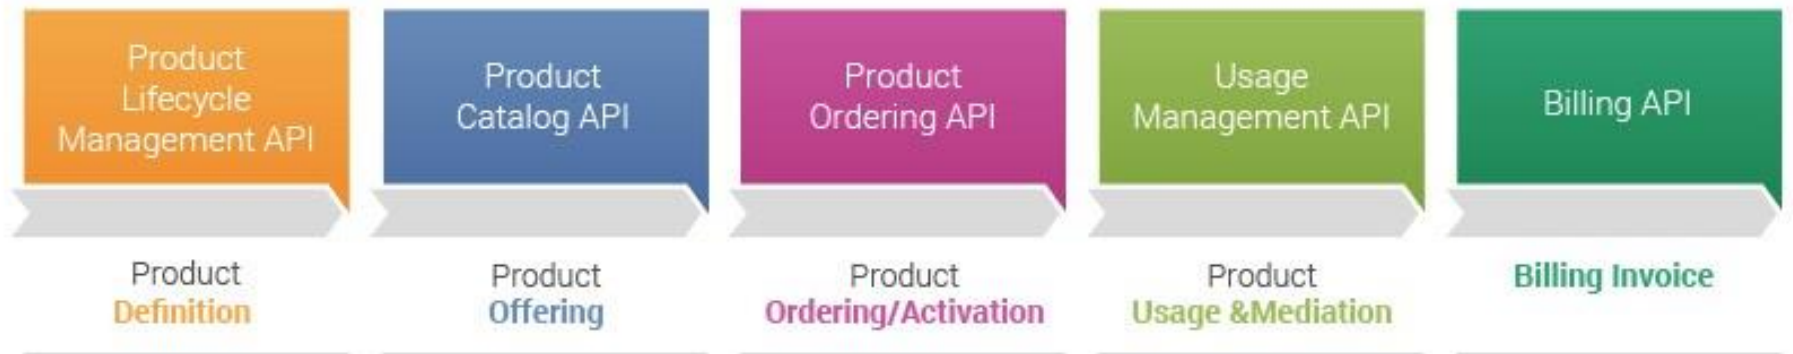 Product
Lifecycle
Management API
Product
Catalog API
Product
Ordering API
Usage
Management API
Billing API
Product
Definition
Product
Offering
Product
Ordering/Activation
Product
Usage &Mediation
Billing Invoice